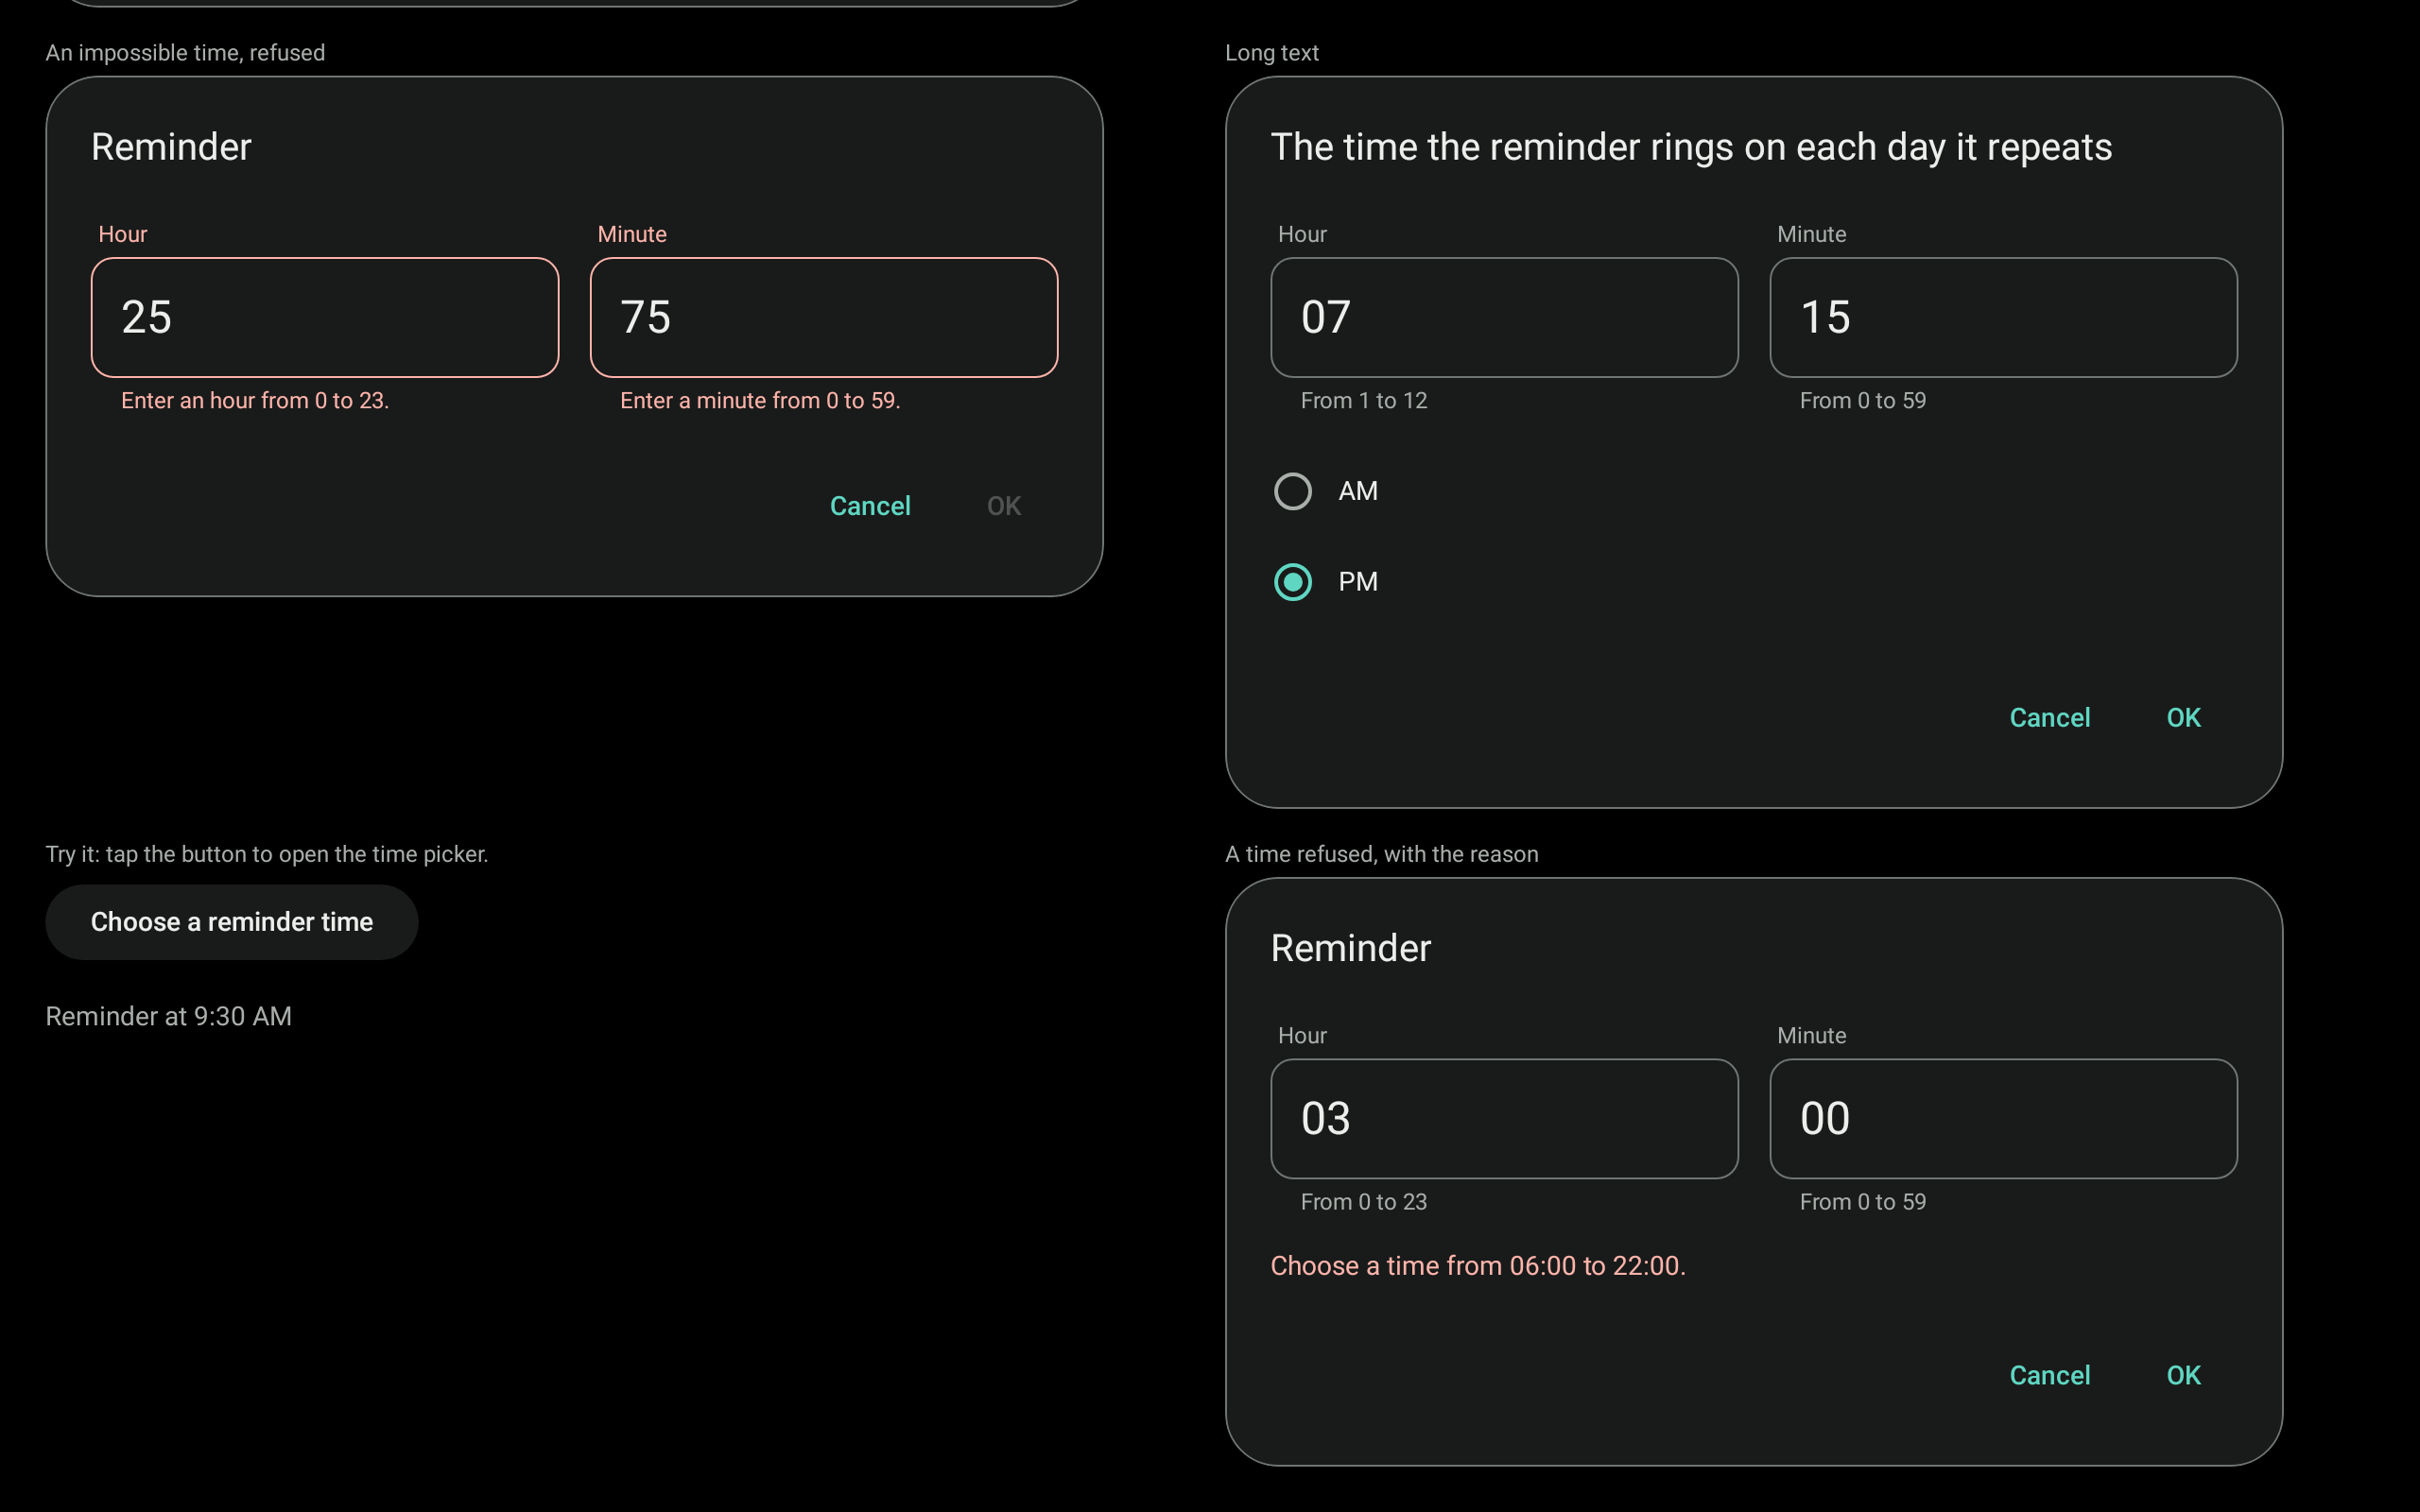 An impossible time, refused
Reminder
Hour
Minute
25
75
Enter an hour from 0 to 23.
Enter a minute from 0 to 59.
Cancel
OK
Long text
The time the reminder rings on each day it repeats
Hour
Minute
07
15
From 1 to 12
From 0 to 59
AM
PM
Cancel
OK
Try it: tap the button to open the time picker.
Choose a reminder time
Reminder at 9:30 AM
A time refused, with the reason
Reminder
Hour
Minute
03
00
From 0 to 23
From 0 to 59
Choose a time from 06:00 to 22:00.
Cancel
OK